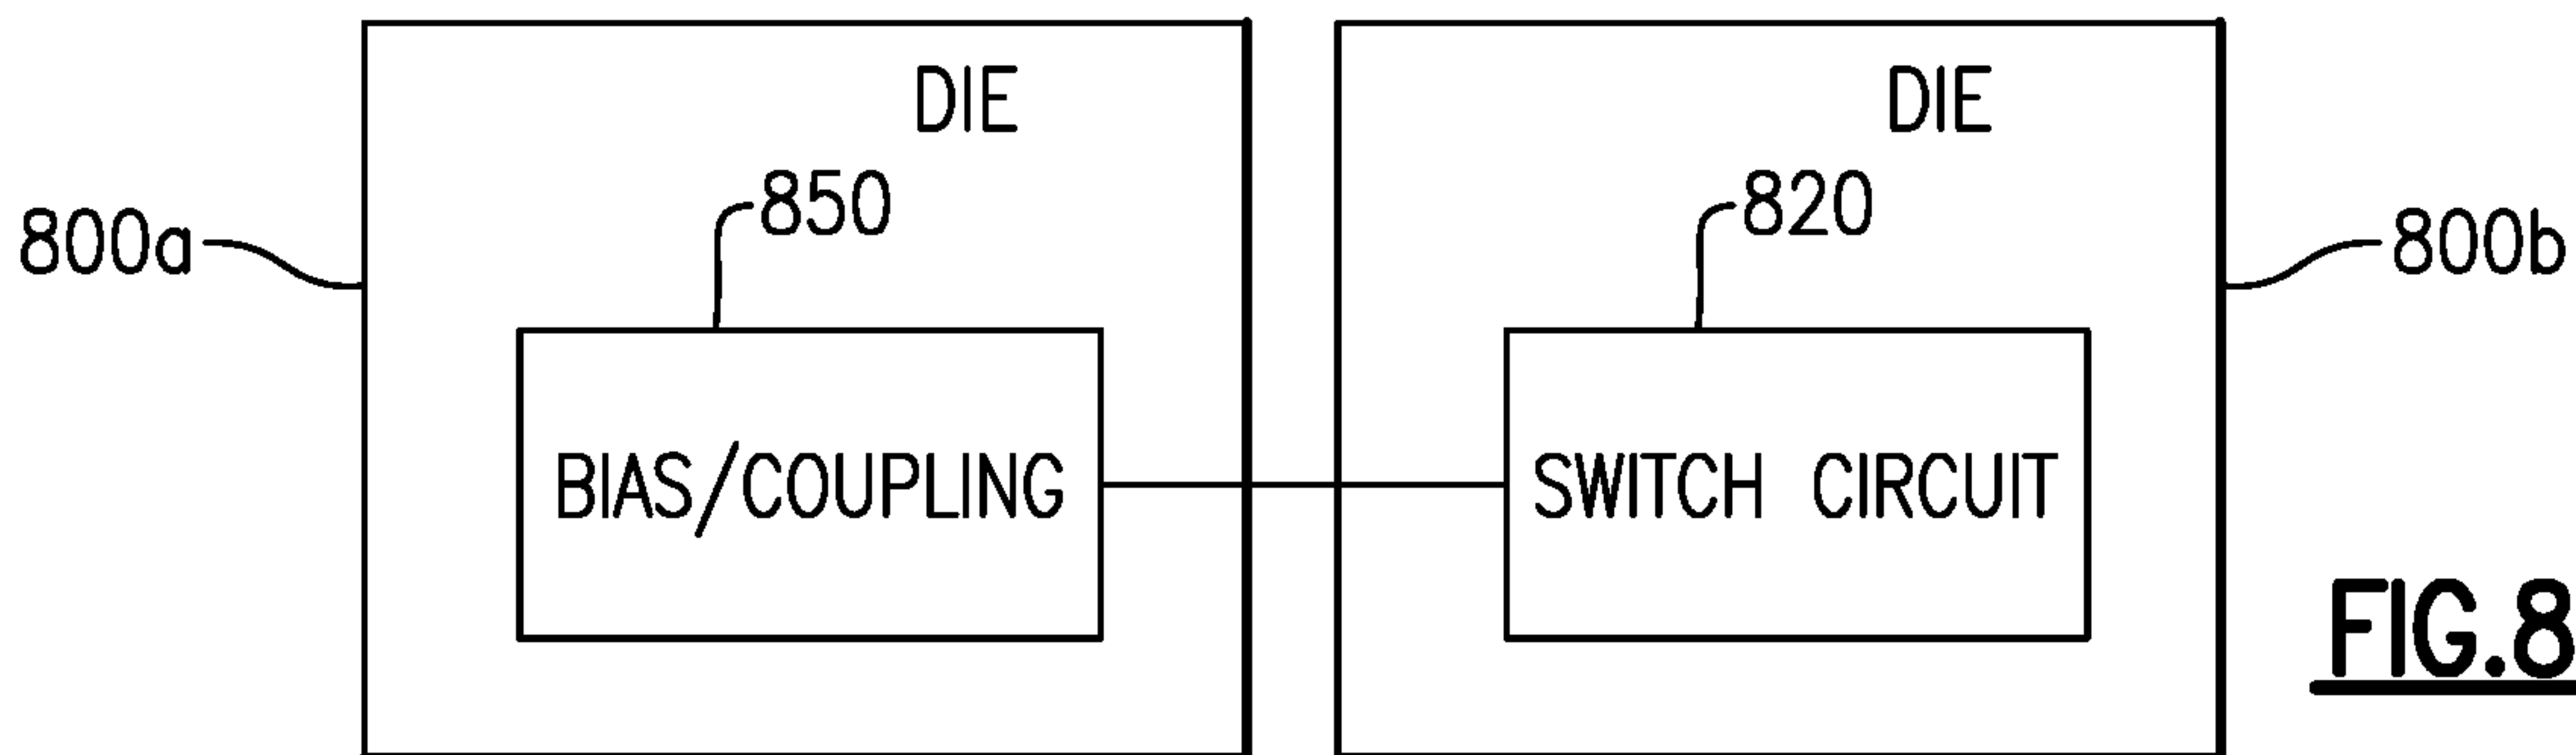 DIE
DIE
850
820
800a
800b
BIAS/COUPLING
SWITCH CIRCUIT
FIG.8